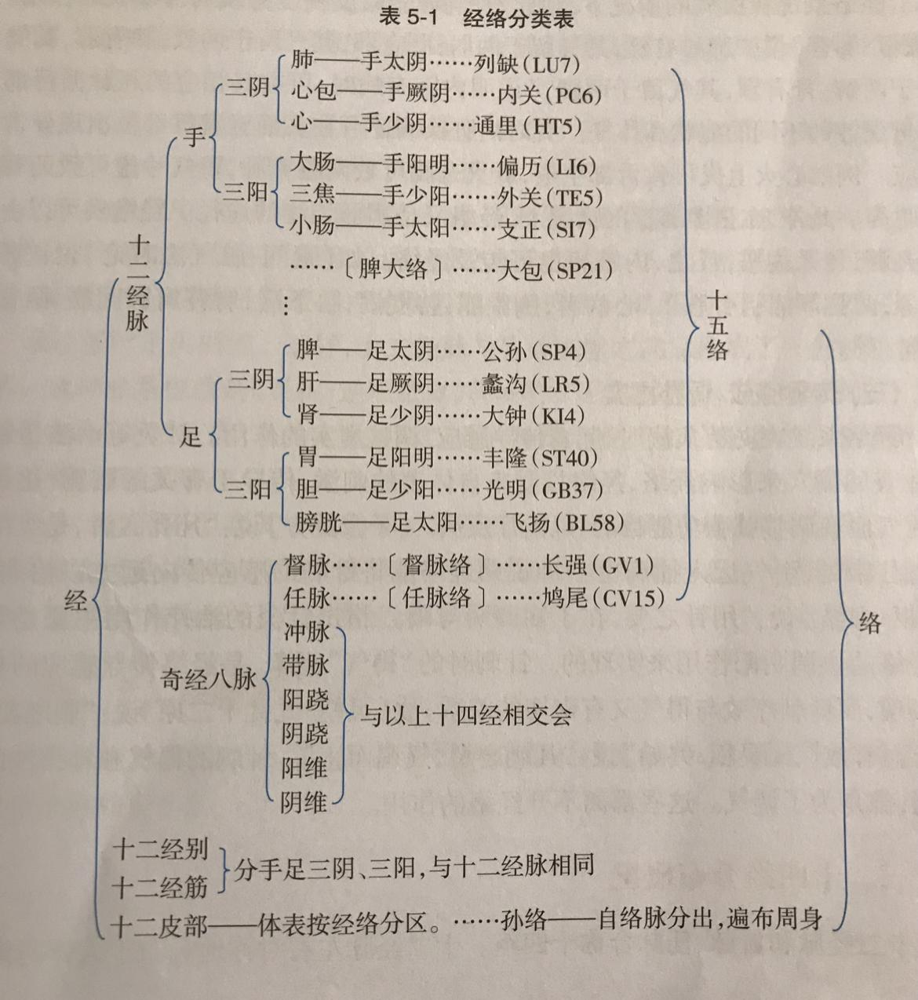 表 5-1 经络分类表
肺——手太阴……列缺(LU7)
三阴
心包——手厥阴……内关(PC6)
心——手少阴……通里(HT5)
手
大肠——手阳明……偏历(LI6)
三阳
三焦——手少阳……外关(TE5)
小肠——手太阳……支正(SI7)
十二经脉
……〔脾大络〕……大包(SP21)
⋮
十五络
脾——足太阴……公孙(SP4)
三阴
肝——足厥阴……蠡沟(LR5)
肾——足少阴……大钟(KI4)
足
胃——足阳明……丰隆(ST40)
三阳
胆——足少阳……光明(GB37)
膀胱——足太阳……飞扬(BL58)
督脉……〔督脉络〕……长强(GV1)
经
任脉……〔任脉络〕……鸠尾(CV15)
络
冲脉
带脉
奇经八脉
阳跷
与以上十四经相交会
阴跷
阳维
阴维
十二经别
分手足三阴、三阳,与十二经脉相同
十二经筋
十二皮部——体表按经络分区。……孙络——自络脉分出,遍布周身